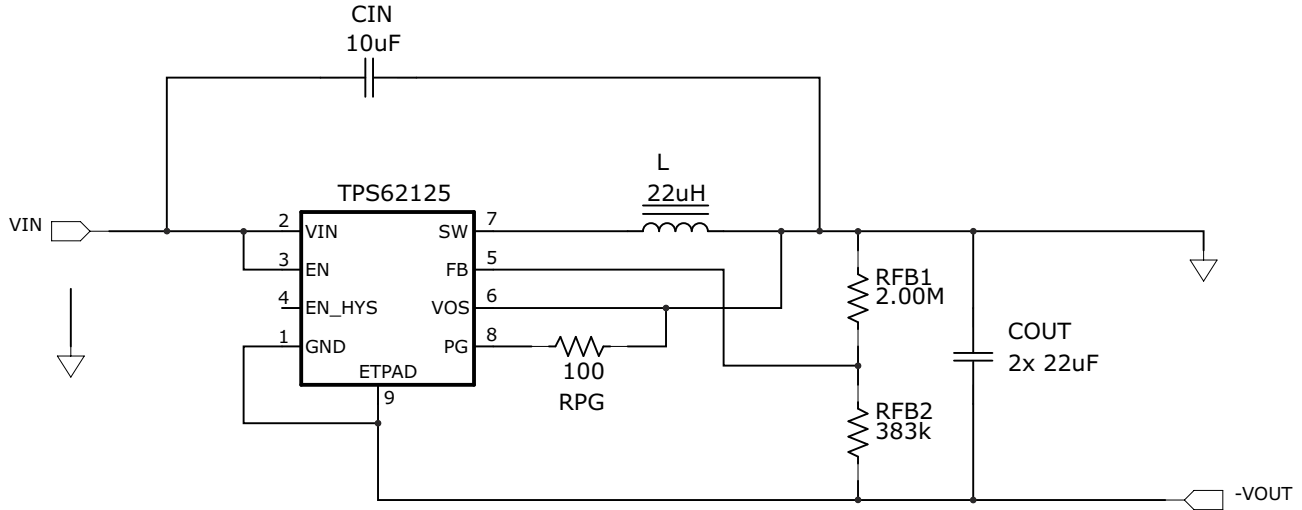 CIN
10uF
L
22uH
TPS62125
VIN
2
VIN
SW
7
3
EN
FB
5
4
EN_HYS
VOS
6
1
GND
PG
8
ETPAD
9
100
RPG
RFB1
2.00M
COUT
2x 22uF
RFB2
383k
-VOUT